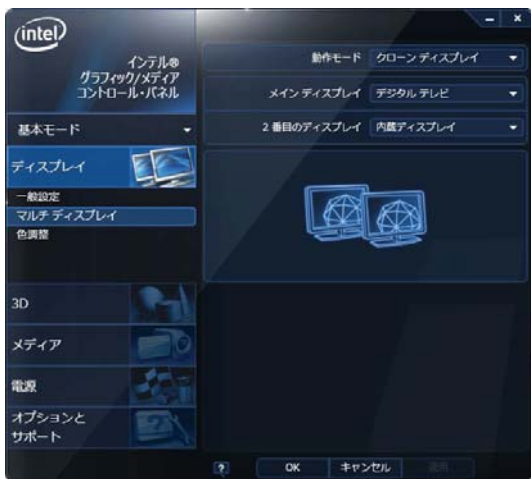 intel
インテル®
グラフィック/メディア
コントロール・パネル
基本モード
ディスプレイ
一般設定
マルチ ディスプレイ
色調整
3D
メディア
電源
オプションと
サポート
動作モード クローン ディスプレイ
メイン ディスプレイ デジタル テレビ
2 番目のディスプレイ 内蔵ディスプレイ
? OK キャンセル 適用